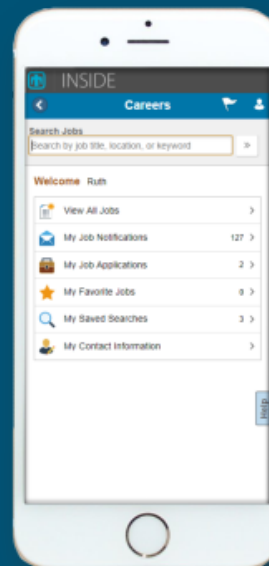 INSIDE
Careers
Search Jobs
Search by job title, location, or keyword
»
Welcome Ruth
View All Jobs
My Job Notifications 127
My Job Applications 2
My Favorite Jobs 0
My Saved Searches 3
My Contact Information
Help